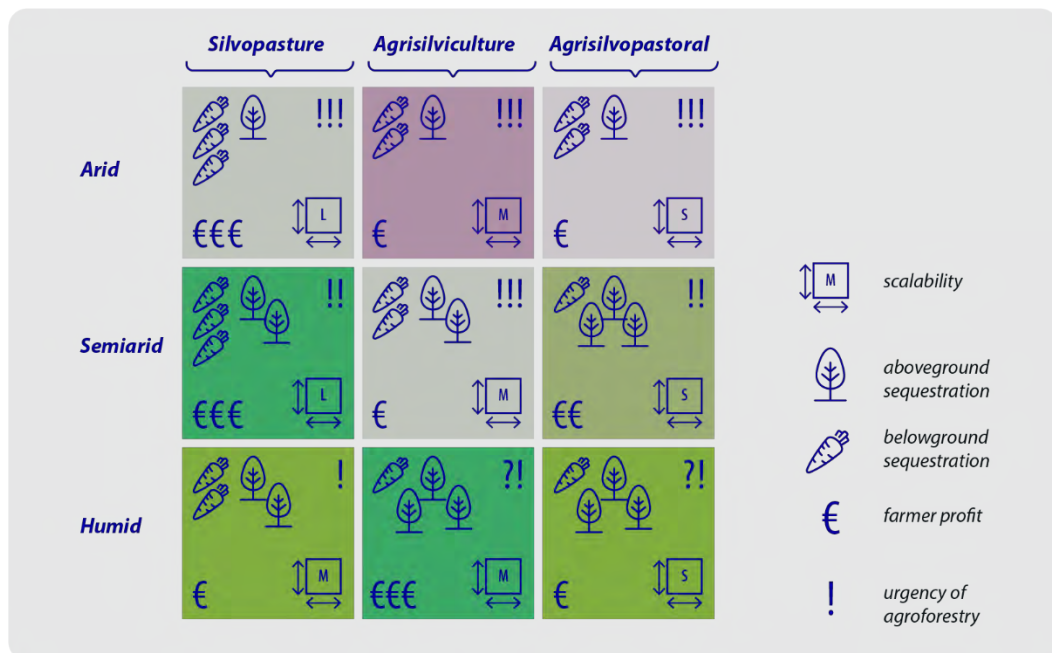 Silvopasture Agrisilviculture Agrisilvopastoral
Arid
!!! !!! !!!
L M S
€€€ € €
Semiarid
!! !!! !!
L M S
€€€ € €€
Humid
! ?! ?!
M M S
€ €€€ €
M scalability
aboveground
sequestration
belowground
sequestration
€ farmer profit
! urgency of
agroforestry